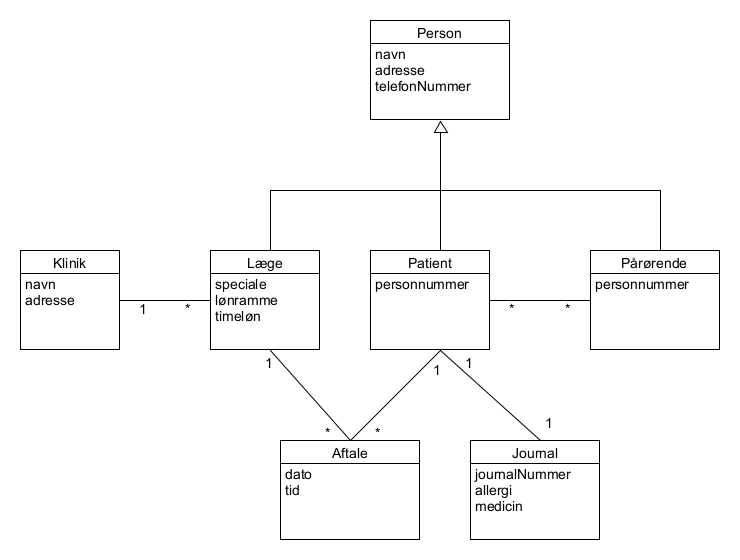 Person
navn
adresse
telefonNummer
Klinik
navn
adresse
1
*
Læge
speciale
lønramme
timeløn
Patient
personnummer
*
*
Pårørende
personnummer
1
*
1
*
1
1
Aftale
dato
tid
Journal
journalNummer
allergi
medicin